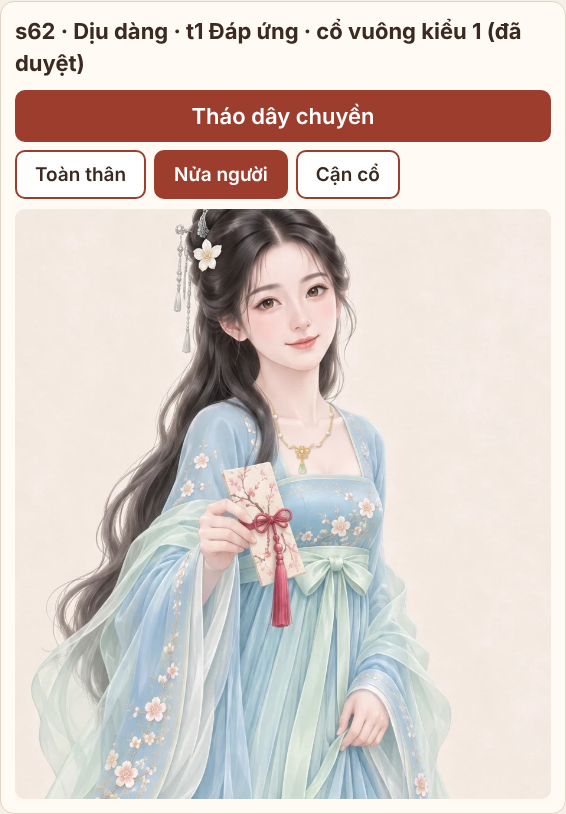 s62 · Dịu dàng · t1 Đáp ứng · cổ vuông kiểu 1 (đã
duyệt)
Tháo dây chuyền
Toàn thân
Nửa người
Cận cổ